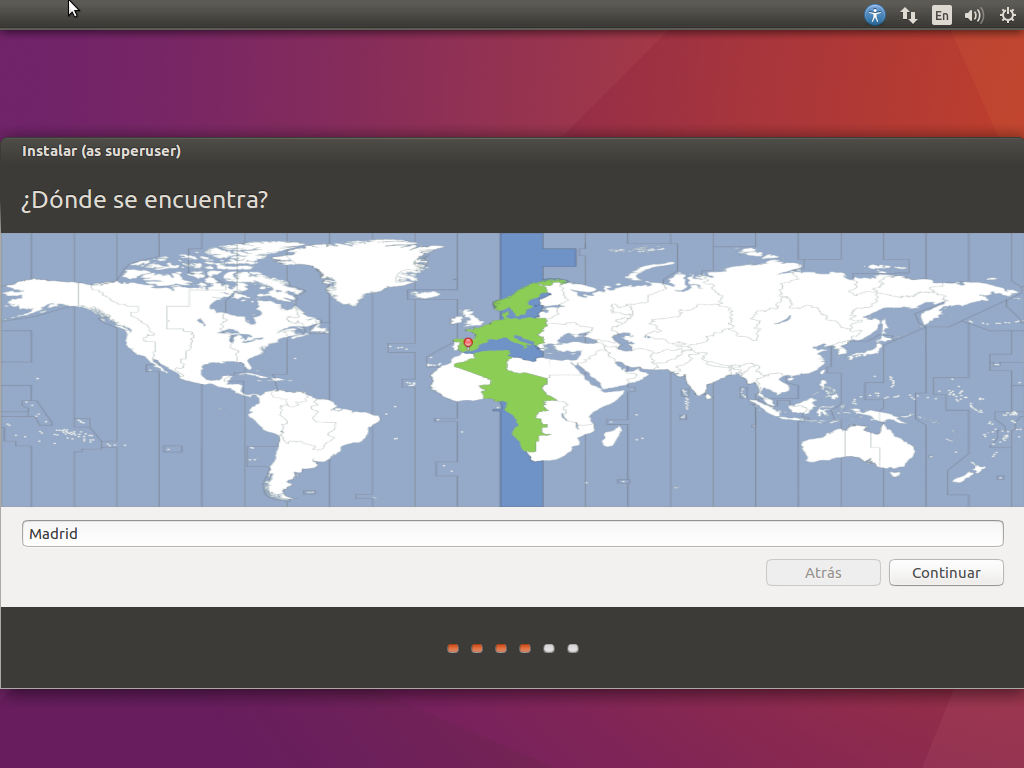 En
Instalar (as superuser)
¿Dónde se encuentra?
Madrid
Atrás
Continuar